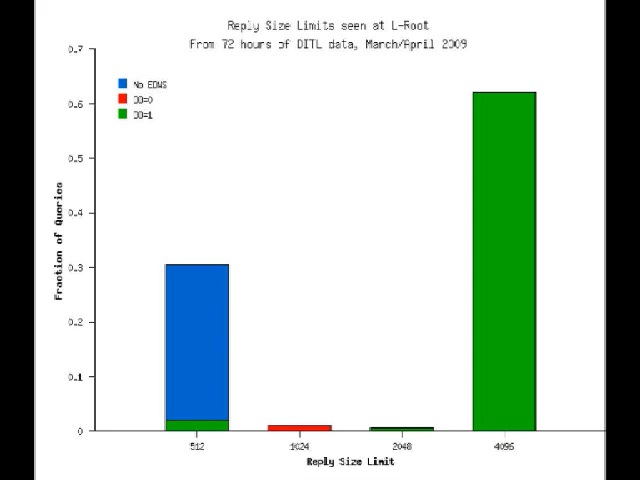 Reply Size Limits seen at L-Root
From 72 hours of DITL data, March/April 2009
0.7
No EDNS
DO=0
DO=1
0.6
0.5
0.4
0.3
0.2
0.1
0
Fraction of Queries
512
1024
2048
4096
Reply Size Limit